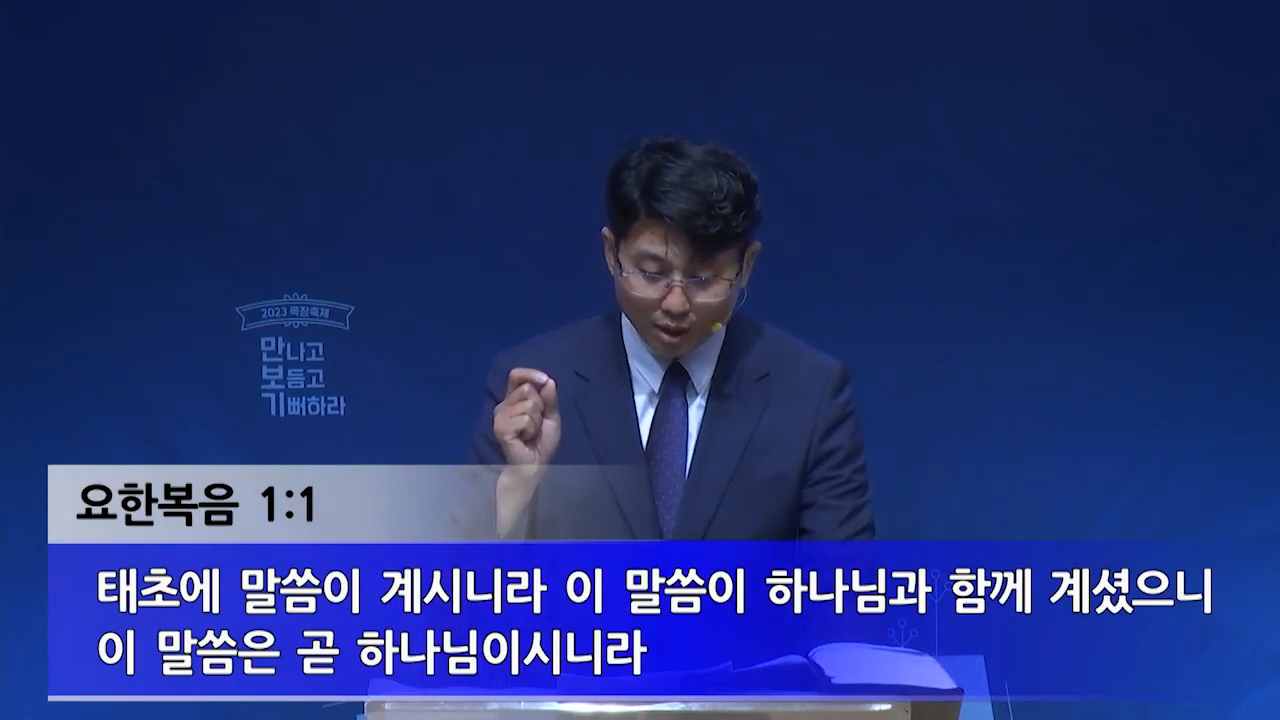 2023 목장축제
만나고
보듬고
기뻐하라
요한복음 1:1
태초에 말씀이 계시니라 이 말씀이 하나님과 함께 계셨으니
이 말씀은 곧 하나님이시니라